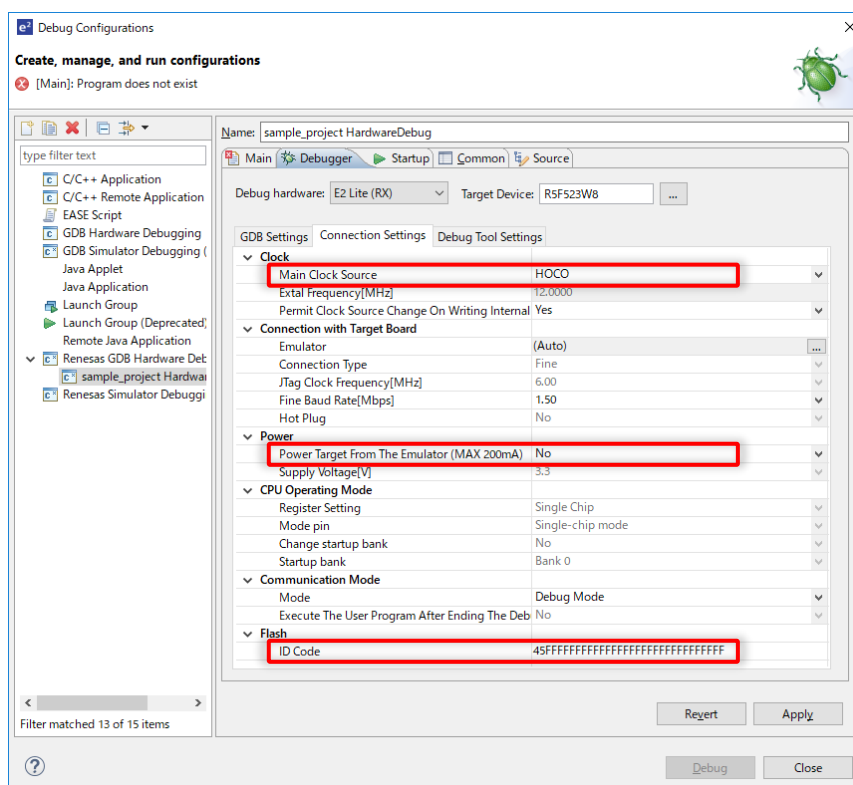 e² Debug Configurations
Create, manage, and run configurations
[Main]: Program does not exist
type filter text
C/C++ Application
C/C++ Remote Application
EASE Script
GDB Hardware Debugging
GDB Simulator Debugging (
Java Applet
Java Application
Launch Group
Launch Group (Deprecated)
Remote Java Application
Renesas GDB Hardware Deb
sample_project Hardwar
Renesas Simulator Debuggi
Filter matched 13 of 15 items
Name: sample_project HardwareDebug
Main Debugger Startup Common Source
Debug hardware: E2 Lite (RX) Target Device: R5F523W8 ...
GDB Settings Connection Settings Debug Tool Settings
Clock
Main Clock Source HOCO
Extal Frequency[MHz] 12.0000
Permit Clock Source Change On Writing Internal Yes
Connection with Target Board
Emulator (Auto) ...
Connection Type Fine
JTag Clock Frequency[MHz] 6.00
Fine Baud Rate[Mbps] 1.50
Hot Plug No
Power
Power Target From The Emulator (MAX 200mA) No
Supply Voltage[V] 3.3
CPU Operating Mode
Register Setting Single Chip
Mode pin Single-chip mode
Change startup bank No
Startup bank Bank 0
Communication Mode
Mode Debug Mode
Execute The User Program After Ending The Deb No
Flash
ID Code 45FFFFFFFFFFFFFFFFFFFFFFFFFFFFFF
Revert Apply
Debug Close